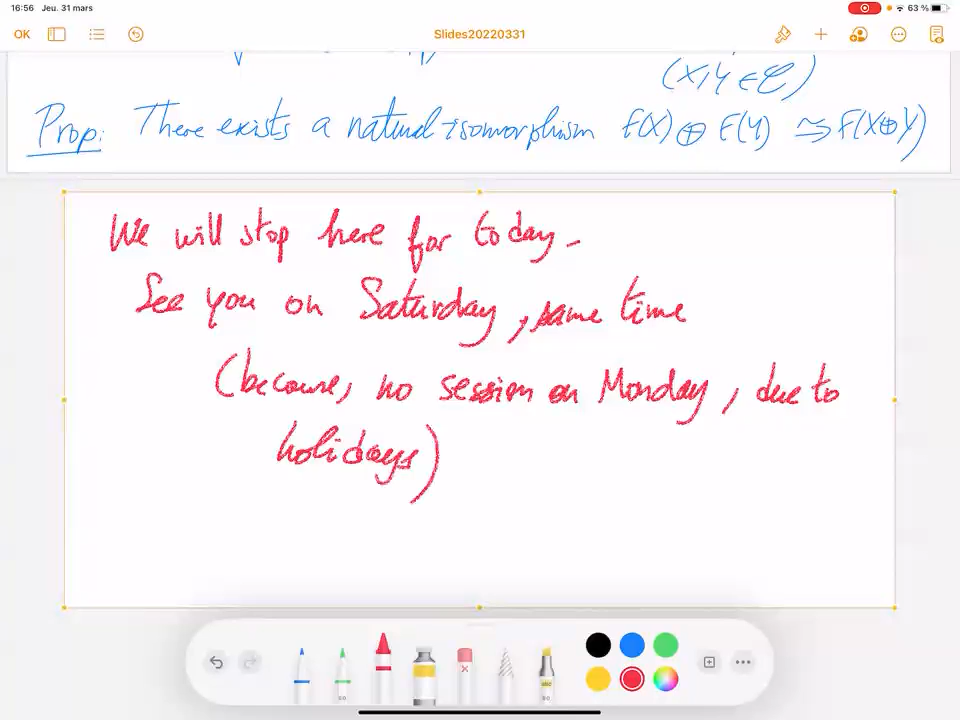 16:56 Jeu. 31 mars 63 %
OK Slides20220331
(X,Y ∈ C)
Prop: There exists a natural isomorphism F(X) ⊕ F(Y) ≅ F(X⊕Y)
We will stop here for today –
See you on Saturday, same time
(because, no session on Monday, due to
holidays)